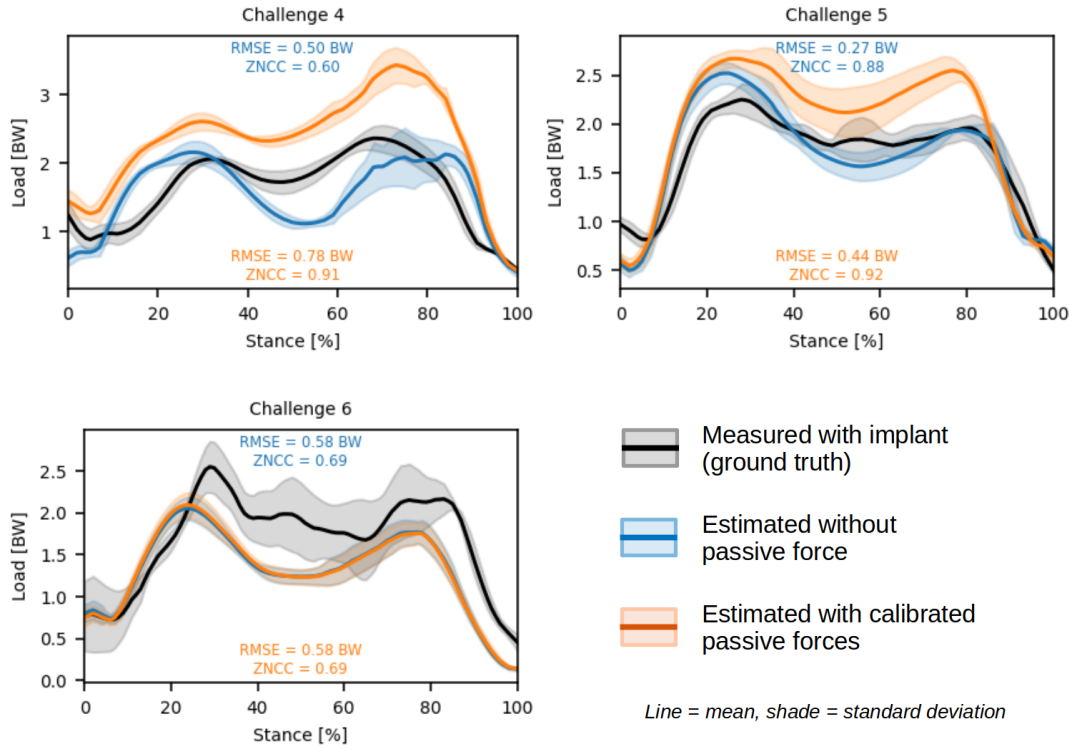 Challenge 4
RMSE = 0.50 BW
ZNCC = 0.60
3
2
1
Load [BW]
RMSE = 0.78 BW
ZNCC = 0.91
0 20 40 60 80 100
Stance [%]
Challenge 5
RMSE = 0.27 BW
ZNCC = 0.88
2.5
2.0
1.5
1.0
0.5
Load [BW]
RMSE = 0.44 BW
ZNCC = 0.92
0 20 40 60 80 100
Stance [%]
Challenge 6
RMSE = 0.58 BW
ZNCC = 0.69
2.5
2.0
1.5
1.0
0.5
0.0
Load [BW]
RMSE = 0.58 BW
ZNCC = 0.69
0 20 40 60 80 100
Stance [%]
Measured with implant
(ground truth)
Estimated without
passive force
Estimated with calibrated
passive forces
Line = mean, shade = standard deviation